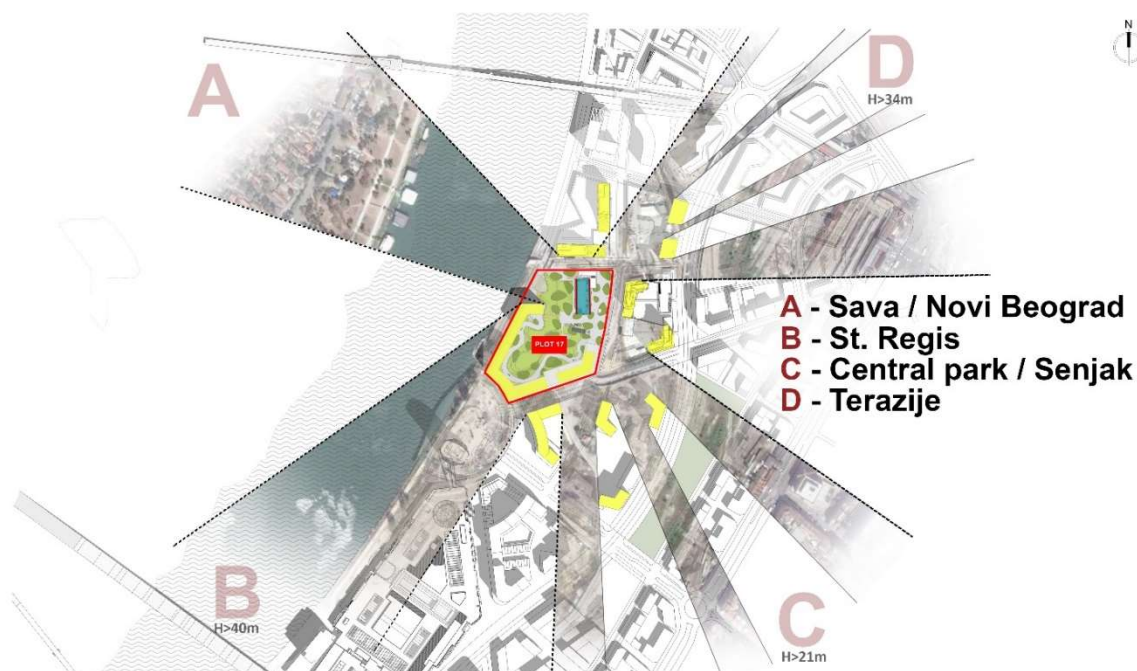 N
A
D
H>34m
A - Sava / Novi Beograd
B - St. Regis
C - Central park / Senjak
D - Terazije
PLOT 17
B
H>40m
C
H>21m